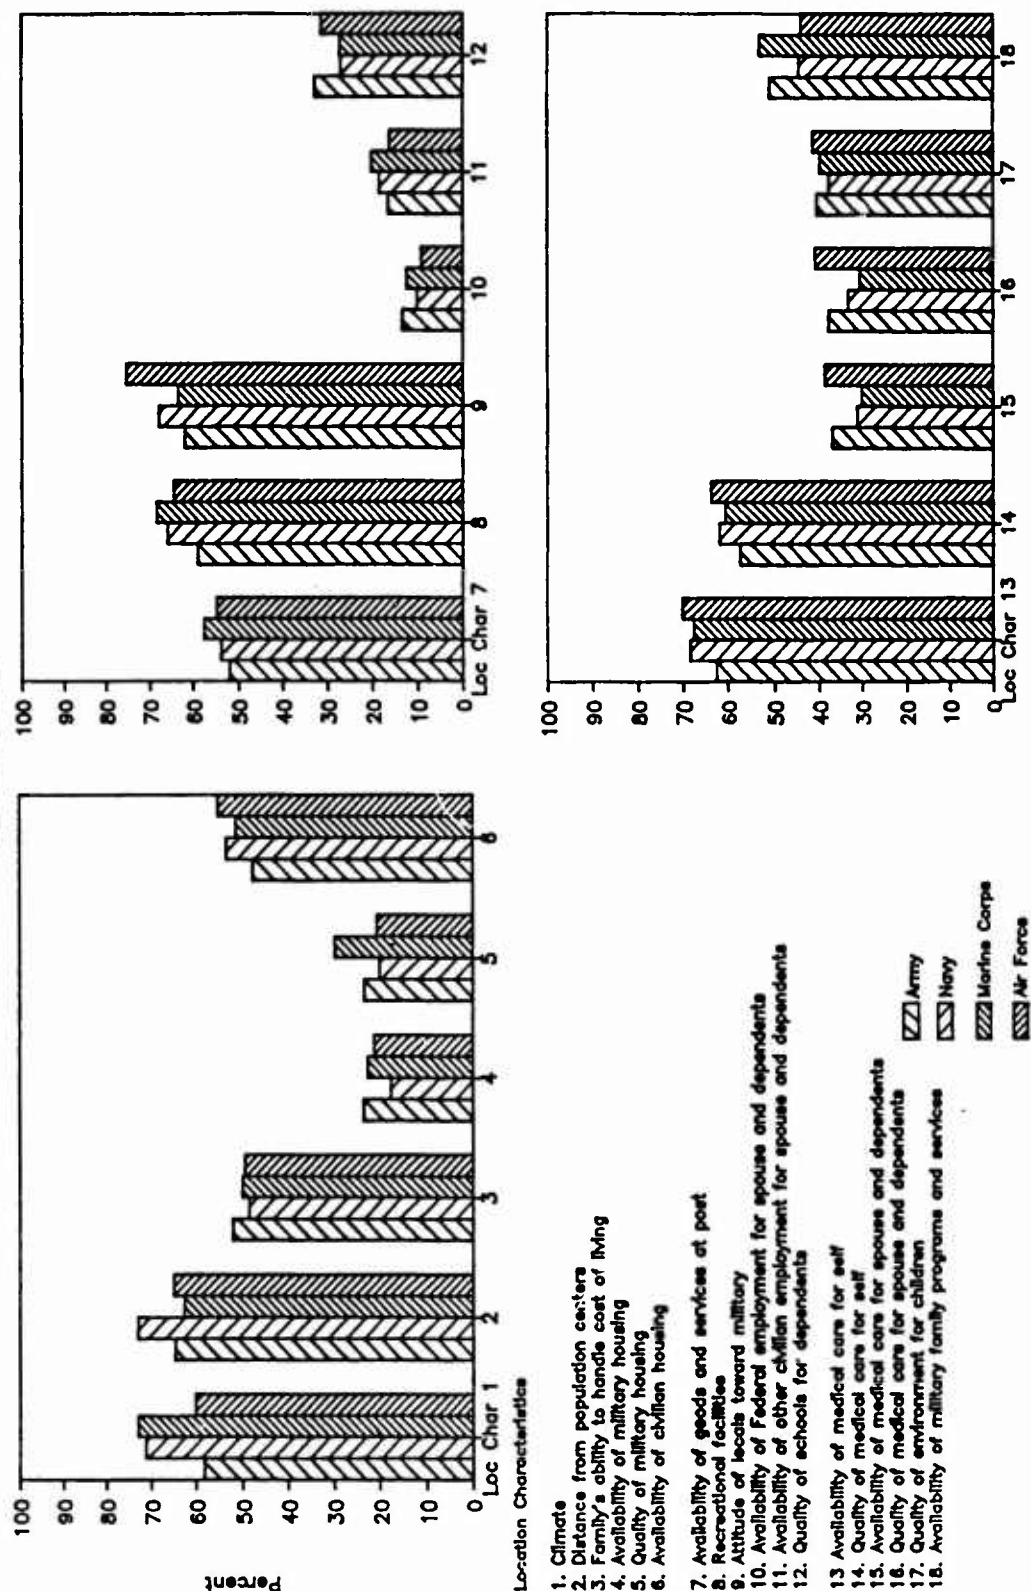 Percent
100
90
80
70
60
50
40
30
20
10
0
Loc Char 1
2
3
4
5
6
100
90
80
70
60
50
40
30
20
10
0
Loc Char 7
8
9
10
11
12
Location Characteristics
1. Climate
2. Distance from population centers
3. Family's ability to handle cost of living
4. Availability of military housing
5. Quality of military housing
6. Availability of civilian housing
7. Availability of goods and services at post
8. Recreational facilities
9. Attitude of locals toward military
10. Availability of Federal employment for spouse and dependents
11. Availability of other civilian employment for spouse and dependents
12. Quality of schools for dependents
13 Availability of medical care for self
14. Quality of medical care for self
15. Availability of medical care for spouse and dependents
16. Quality of medical care for spouse and dependents
17. Quality of environment for children
18. Availability of military family programs and services
Army
Navy
Marine Corps
Air Force
100
90
80
70
60
50
40
30
20
10
0
Loc Char 13
14
15
16
17
18